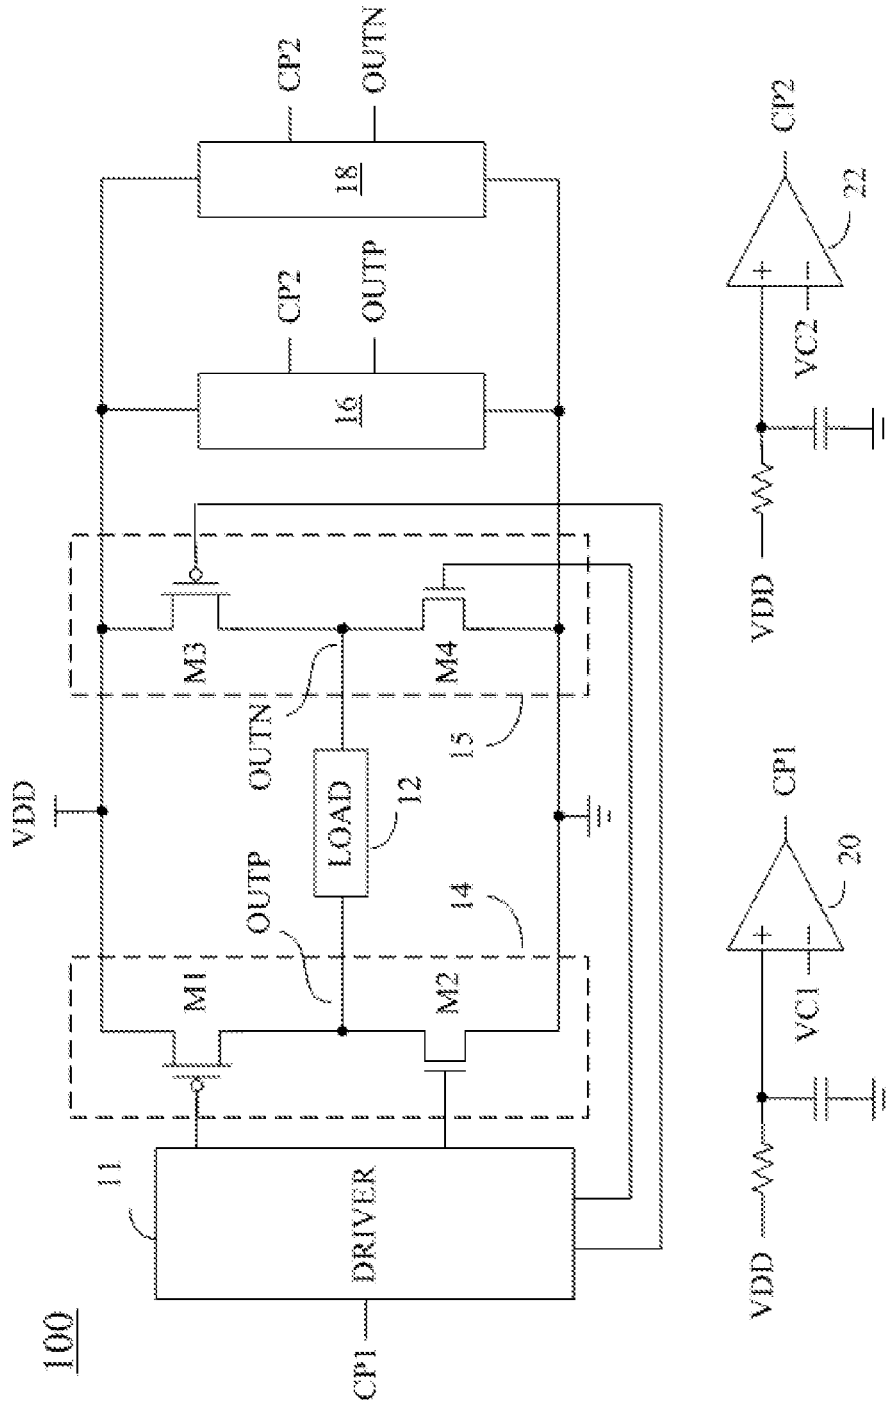 100
VDD
11
CP1
DRIVER
M1
M2
14
OUTP
LOAD
12
OUTN
15
M3
M4
16
CP2
OUTP
18
CP2
OUTN
VDD
+
−
VC1
20
CP1
VDD
+
−
VC2
22
CP2